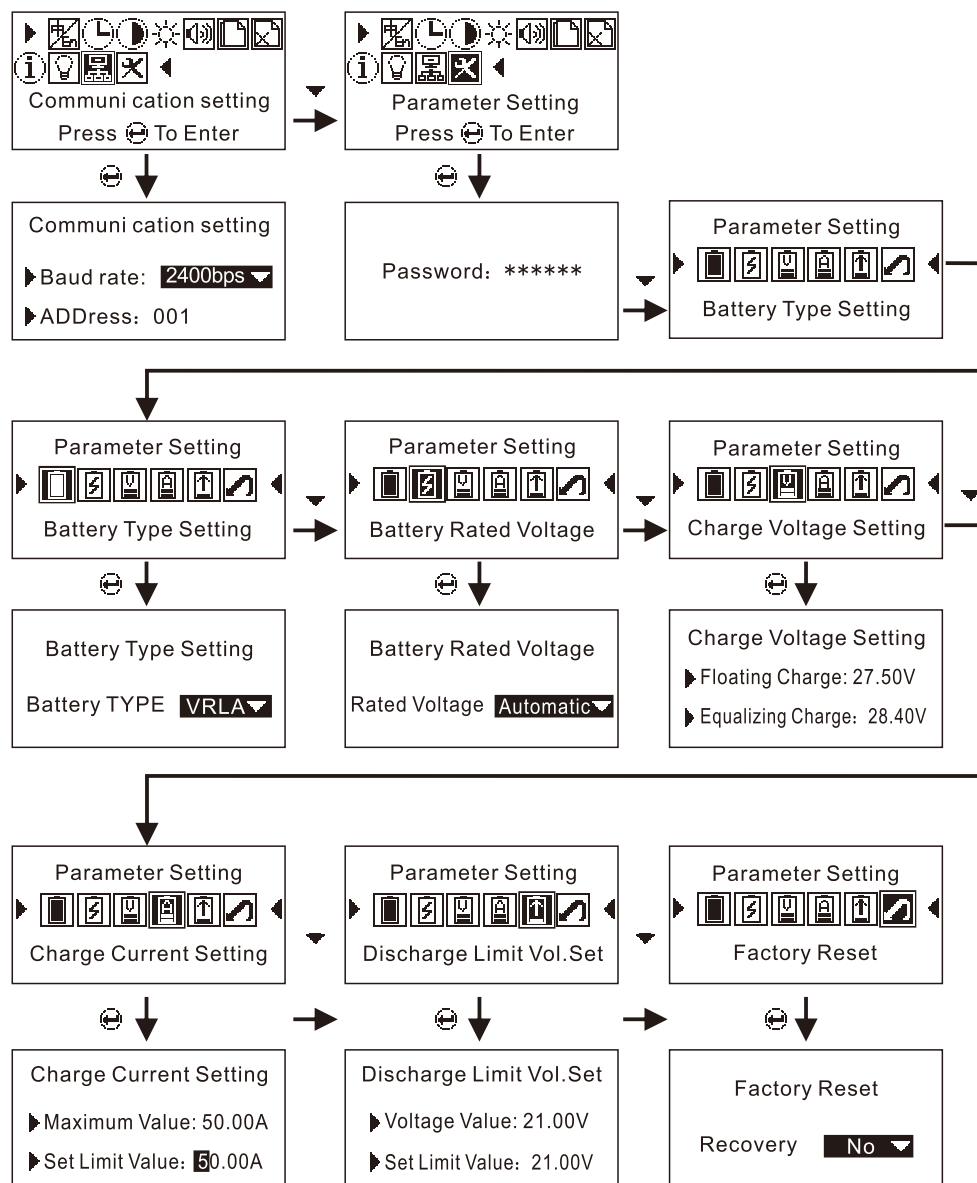 Communi cation setting
Press To Enter
Parameter Setting
Press To Enter
Communi cation setting
Baud rate: 2400bps
ADDress: 001
Password: ******
Parameter Setting
Battery Type Setting
Parameter Setting
Battery Type Setting
Parameter Setting
Battery Rated Voltage
Parameter Setting
Charge Voltage Setting
Battery Type Setting
Battery TYPE VRLA
Battery Rated Voltage
Rated Voltage Automatic
Charge Voltage Setting
Floating Charge: 27.50V
Equalizing Charge: 28.40V
Parameter Setting
Charge Current Setting
Parameter Setting
Discharge Limit Vol.Set
Parameter Setting
Factory Reset
Charge Current Setting
Maximum Value: 50.00A
Set Limit Value: 50.00A
Discharge Limit Vol.Set
Voltage Value: 21.00V
Set Limit Value: 21.00V
Factory Reset
Recovery No